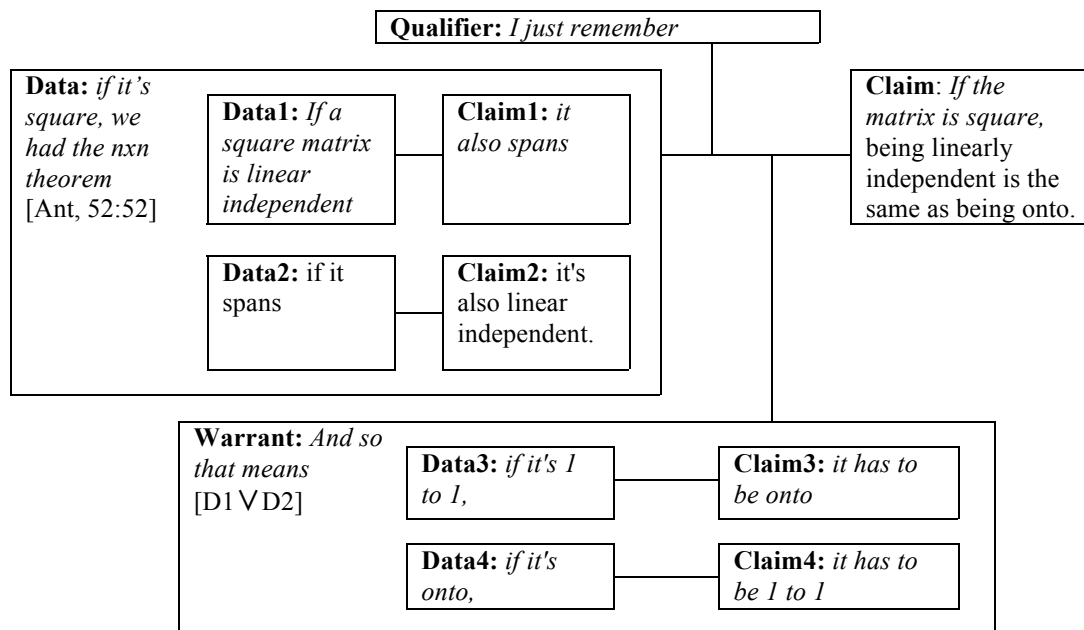 Qualifier: I just remember
Data: if it's
square, we
had the nxn
theorem
[Ant, 52:52]
Data1: If a
square matrix
is linear
independent
Claim1: it
also spans
Data2: if it
spans
Claim2: it's
also linear
independent.
Claim: If the
matrix is square,
being linearly
independent is the
same as being onto.
Warrant: And so
that means
[D1∨D2]
Data3: if it's 1
to 1,
Claim3: it has to
be onto
Data4: if it's
onto,
Claim4: it has to
be 1 to 1